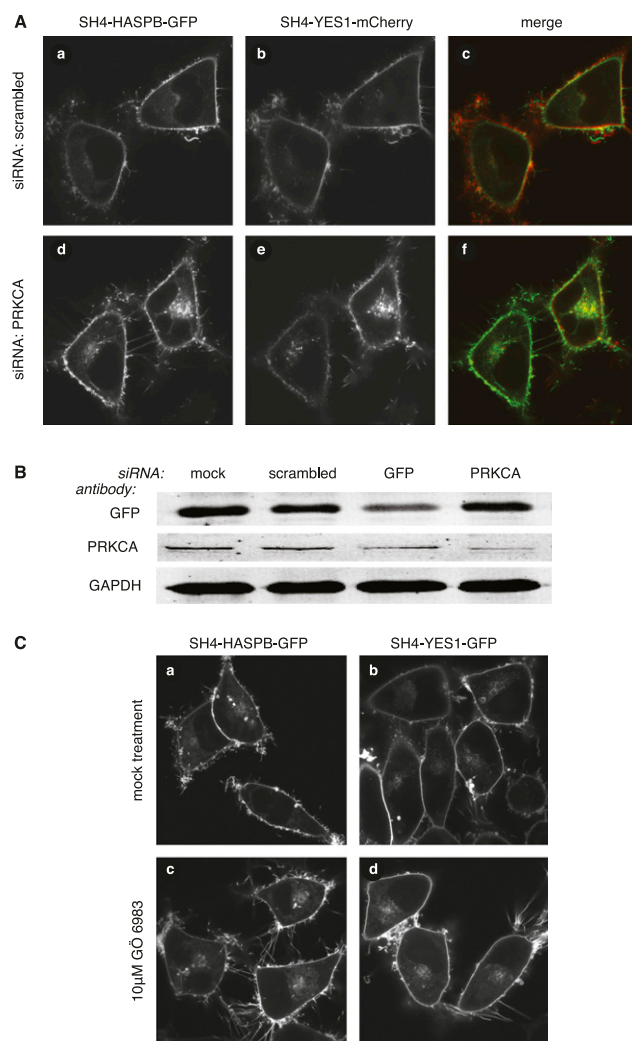 A
SH4-HASPB-GFP
SH4-YES1-mCherry
merge
siRNA: scrambled
a
b
c
siRNA: PRKCA
d
e
f
B
siRNA:
mock
scrambled
GFP
PRKCA
antibody:
GFP
PRKCA
GAPDH
C
SH4-HASPB-GFP
SH4-YES1-GFP
mock treatment
a
b
10µM GÖ 6983
c
d